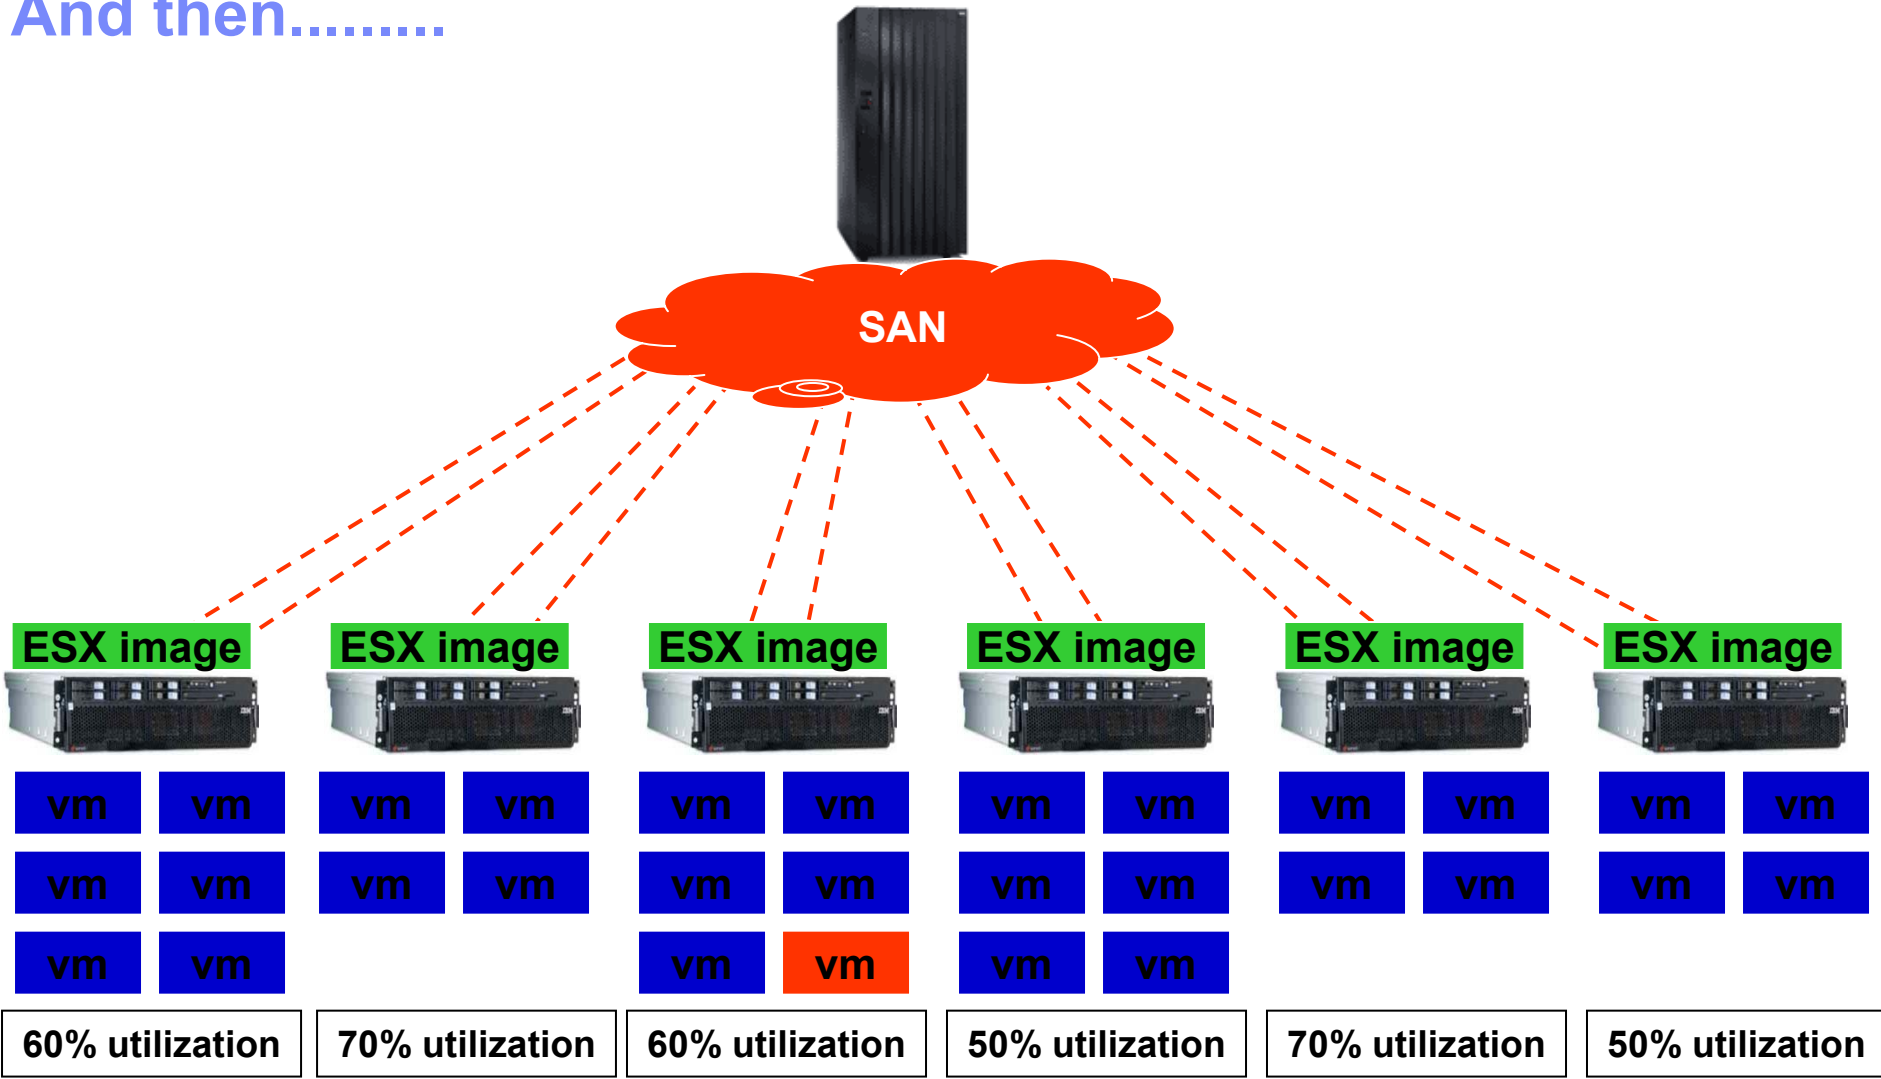 And then.........
SAN
ESX image ESX image ESX image ESX image ESX image ESX image
vm vm vm vm vm vm vm vm vm vm vm vm
vm vm vm vm vm vm vm vm vm vm vm vm
vm vm vm vm vm vm
60% utilization 70% utilization 60% utilization 50% utilization 70% utilization 50% utilization